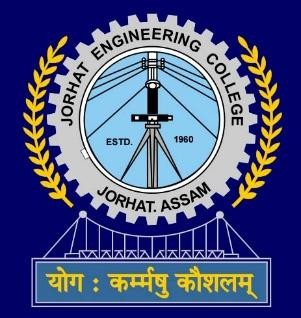 JORHAT ENGINEERING COLLEGE
ESTD. 1960
JORHAT. ASSAM
योग : कर्म्मषु कौशलम्